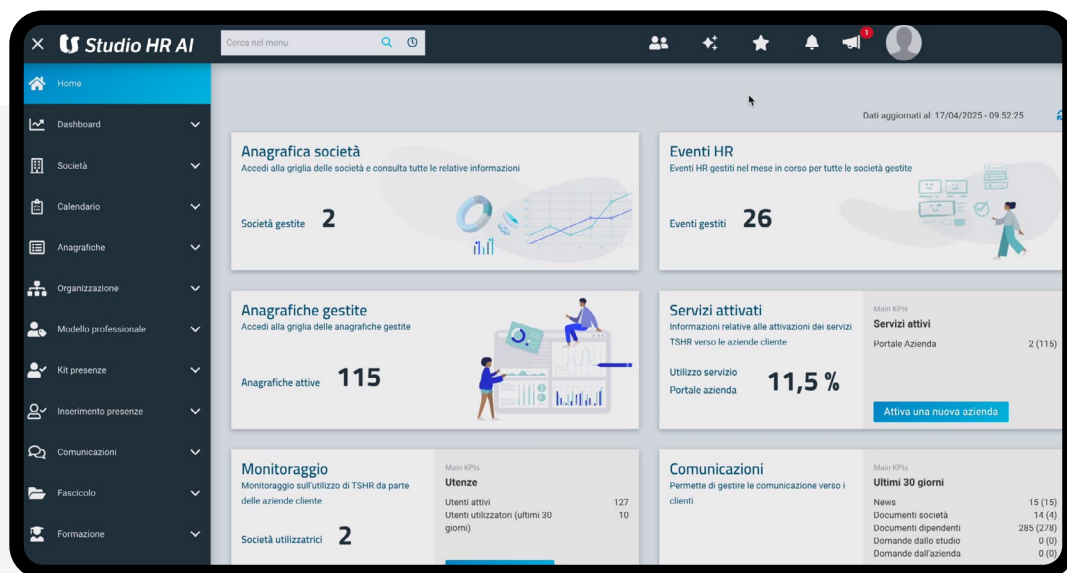 Studio HR AI
Cerca nel menu
1
Home
Dashboard
Società
Calendario
Anagrafiche
Organizzazione
Modello professionale
Kit presenze
Inserimento presenze
Comunicazioni
Fascicolo
Formazione
Dati aggiornati al: 17/04/2025 - 09.52.25
Anagrafica società
Accedi alla griglia delle società e consulta tutte le relative informazioni
Società gestite 2
Eventi HR
Eventi HR gestiti nel mese in corso per tutte le società gestite
Eventi gestiti 26
Anagrafiche gestite
Accedi alla griglia delle anagrafiche gestite
Anagrafiche attive 115
Servizi attivati
Informazioni relative alle attivazioni dei servizi
TSHR verso le aziende cliente
Utilizzo servizio
Portale azienda 11,5 %
Main KPIs
Servizi attivi
Portale Azienda 2 (115)
Attiva una nuova azienda
Monitoraggio
Monitoraggio sull'utilizzo di TSHR da parte
delle aziende cliente
Società utilizzatrici 2
Main KPIs
Utenze
Utenti attivi 127
Utenti utilizzatori (ultimi 30 10
giorni)
Comunicazioni
Permette di gestire le comunicazione verso i
clienti
Main KPIs
Ultimi 30 giorni
News 15 (15)
Documenti società 14 (4)
Documenti dipendenti 285 (278)
Domande dallo studio 0 (0)
Domande dall'azienda 0 (0)